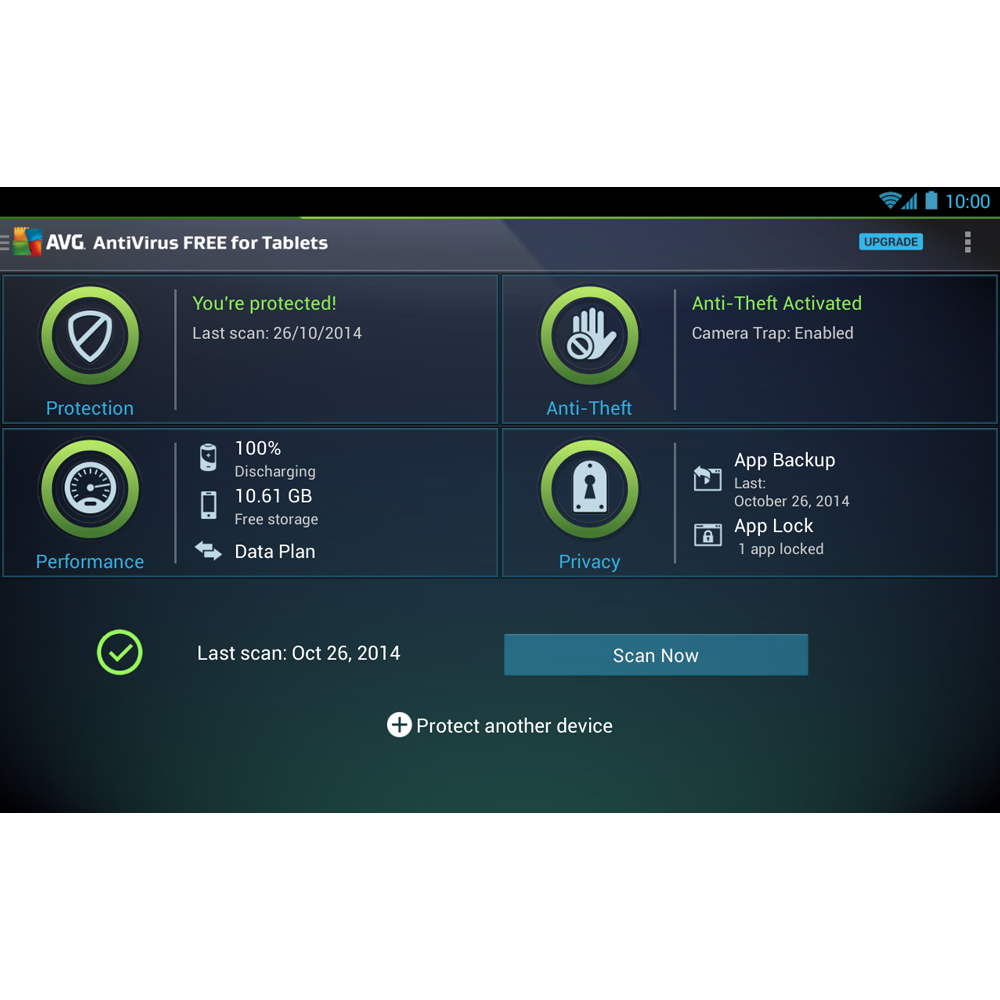 10:00
AVG. AntiVirus FREE for Tablets
UPGRADE
You're protected!
Last scan: 26/10/2014
Protection
Anti-Theft Activated
Camera Trap: Enabled
Anti-Theft
100%
Discharging
10.61 GB
Free storage
Data Plan
Performance
App Backup
Last:
October 26, 2014
App Lock
1 app locked
Privacy
Last scan: Oct 26, 2014
Scan Now
Protect another device